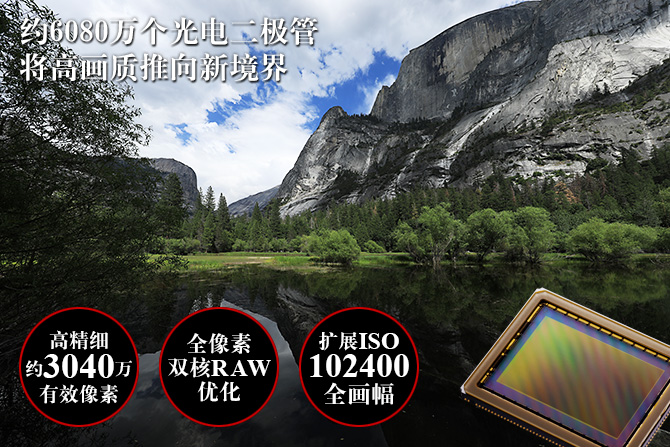 约6080万个光电二极管
将高画质推向新境界
高精细
约3040万
有效像素
全像素
双核RAW
优化
扩展ISO
102400
全画幅